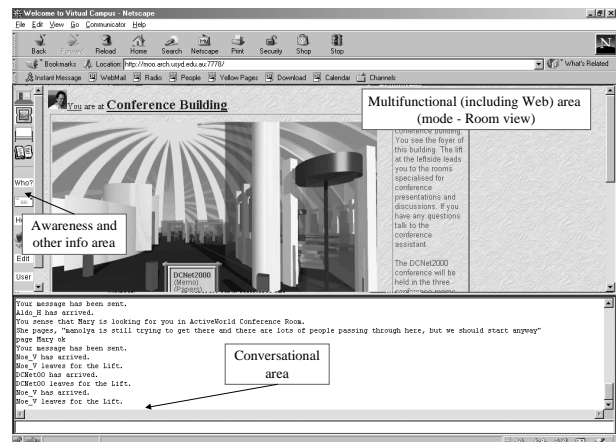 Welcome to Virtual Campus - Netscape
File Edit View Go Communicator Help
Back Forward Reload Home Search Netscape Print Security Shop Stop
Bookmarks Location: http://moo.arch.usyd.edu.au:7778/ What's Related
Instant Message WebMail Radio People Yellow Pages Download Calendar Channels
You are at Conference Building
Multifunctional (including Web) area
(mode - Room view)
conference building.
You see the foyer of
this building. The lift
at the leftside leads
you to the rooms
specialised for
conference
presentations and
discussions. If you
have any questions
talk to the
conference
assistant.
The DCNet2000
conference will be
held in the three
Who?
Awareness and
other info area
Edit
User
DCNet2000
(Memo)
(Papers)
Your message has been sent.
Aldo_H has arrived.
You sense that Mary is looking for you in ActiveWorld Conference Room.
She pages, "manolya is still trying to get there and there are lots of people passing through here, but we should start anyway"
page Mary ok
Your message has been sent.
Noe_V has arrived.
Noe_V leaves for the Lift.
DCNet00 has arrived.
DCNet00 leaves for the Lift.
Noe_V has arrived.
Noe_V leaves for the Lift.
Conversational
area